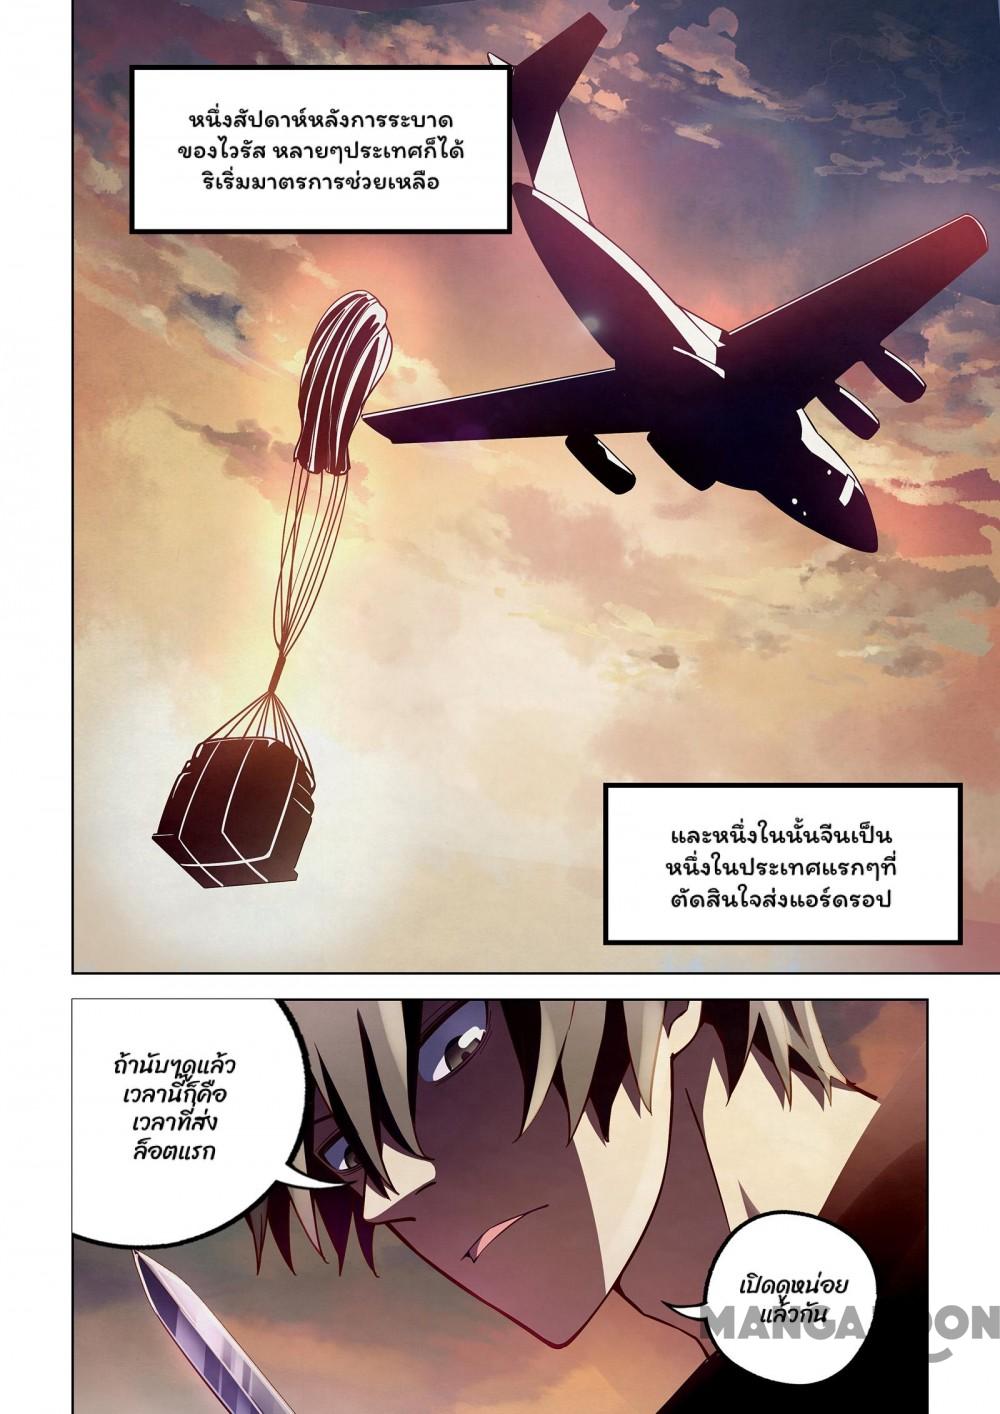 หนึ่งสัปดาห์หลังการระบาด
ของไวรัส หลายๆประเทศก็ได้
ริเริ่มมาตรการช่วยเหลือ
และหนึ่งในนั้นจีนเป็น
หนึ่งในประเทศแรกๆที่
ตัดสินใจส่งแอร์ดรอป
ถ้านับๆดูแล้ว
เวลานี้ก็คือ
เวลาที่ส่ง
ล็อตแรก
เปิดดูหน่อย
แล้วกัน